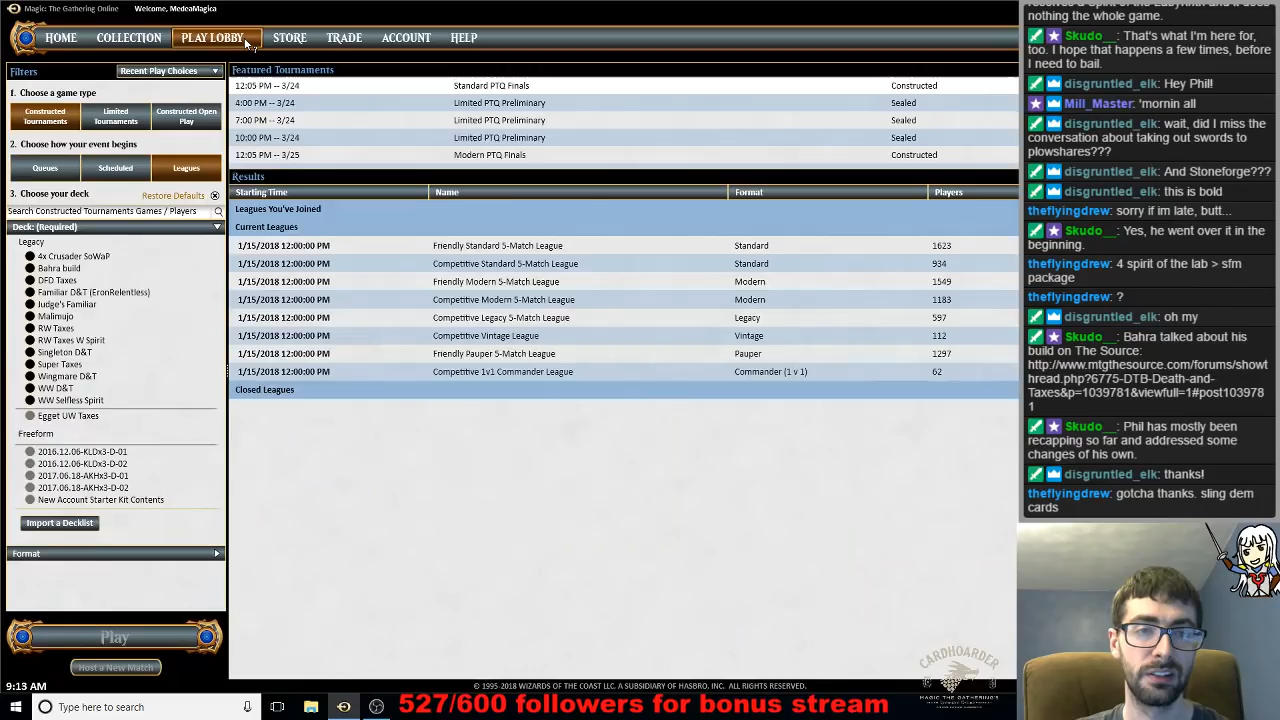 Magic: The Gathering Online
Welcome, MedeaMagica
HOME
COLLECTION
PLAY LOBBY
STORE
TRADE
ACCOUNT
HELP
Filters
Recent Play Choices
1. Choose a game type
Constructed Tournaments
Limited Tournaments
Constructed Open Play
2. Choose how your event begins
Queues
Scheduled
Leagues
3. Choose your deck
Restore Defaults
Search Constructed Tournaments Games / Players
Deck: (Required)
Legacy
4x Crusader SoWaP
Bahra build
DFD Taxes
Familiar D&T (EronRelentless)
Judge's Familiar
Malimujo
RW Taxes
RW Taxes W Spirit
Singleton D&T
Super Taxes
Wingmare D&T
WW D&T
WW Selfless Spirit
Egget UW Taxes
Freeform
2016.12.06-KLDx3-D-01
2016.12.06-KLDx3-D-02
2017.06.18-AKHx3-D-01
2017.06.18-AKHx3-D-02
New Account Starter Kit Contents
Import a Decklist
Format
Play
Host a New Match
9:13 AM
Featured Tournaments
12:05 PM -- 3/24 Standard PTQ Finals Constructed
4:00 PM -- 3/24 Limited PTQ Preliminary Sealed
7:00 PM -- 3/24 Limited PTQ Preliminary Sealed
10:00 PM -- 3/24 Limited PTQ Preliminary Sealed
12:05 PM -- 3/25 Modern PTQ Finals Constructed
Results
Starting Time Name Format Players
Leagues You've Joined
Current Leagues
1/15/2018 12:00:00 PM Friendly Standard 5-Match League Standard 1623
1/15/2018 12:00:00 PM Competitive Standard 5-Match League Standard 934
1/15/2018 12:00:00 PM Friendly Modern 5-Match League Modern 1549
1/15/2018 12:00:00 PM Competitive Modern 5-Match League Modern 1183
1/15/2018 12:00:00 PM Competitive Legacy 5-Match League Legacy 597
1/15/2018 12:00:00 PM Competitive Vintage League Vintage 112
1/15/2018 12:00:00 PM Friendly Pauper 5-Match League Pauper 1297
1/15/2018 12:00:00 PM Competitive 1v1 Commander League Commander (1 v 1) 62
Closed Leagues
CARDHOARDER
© 1995-2018 WIZARDS OF THE COAST LLC, A SUBSIDIARY OF HASBRO, INC. ALL RIGHTS RESERVED.
Type here to search
527/600 followers for bonus stream
nothing the whole game.
Skudo__: That's what I'm here for,
too. I hope that happens a few times, before
I need to bail.
disgruntled_elk: Hey Phil!
Mill_Master: 'mornin all
disgruntled_elk: wait, did I miss the
conversation about taking out swords to
plowshares???
disgruntled_elk: And Stoneforge???
disgruntled_elk: this is bold
theflyingdrew: sorry if im late, butt...
Skudo__: Yes, he went over it in the
beginning.
theflyingdrew: 4 spirit of the lab > sfm
package
theflyingdrew: ?
disgruntled_elk: oh my
Skudo__: Bahra talked about his
build on The Source:
http://www.mtgthesource.com/forums/showt
hread.php?6775-DTB-Death-and-
Taxes&p=1039781&viewfull=1#post103978
1
Skudo__: Phil has mostly been
recapping so far and addressed some
changes of his own.
disgruntled_elk: thanks!
theflyingdrew: gotcha thanks. sling dem
cards